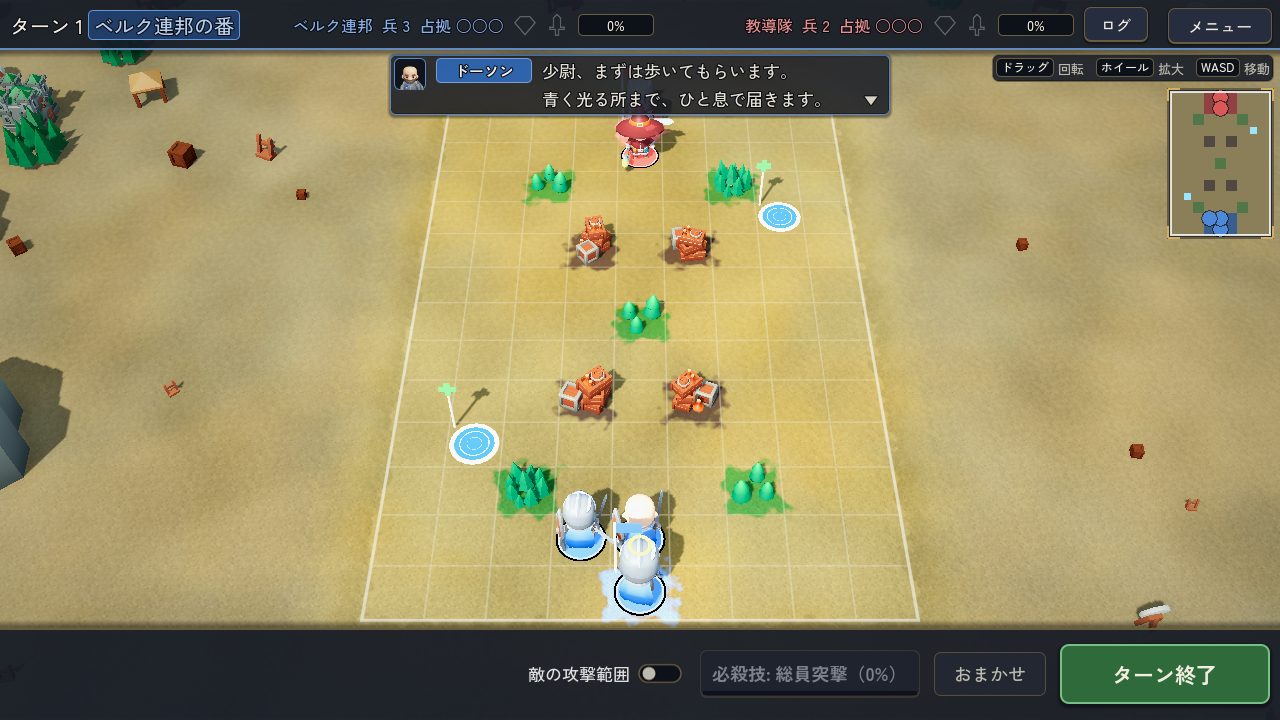 ターン 1 ベルク連邦の番 ベルク連邦 兵 3 占拠 ○○○ 0% 教導隊 兵 2 占拠 ○○○ 0% ログ メニュー
ドラッグ 回転 ホイール 拡大 WASD 移動
ドーソン 少尉、まずは歩いてもらいます。
青く光る所まで、ひと息で届きます。
敵の攻撃範囲 必殺技: 総員突撃（0%） おまかせ ターン終了